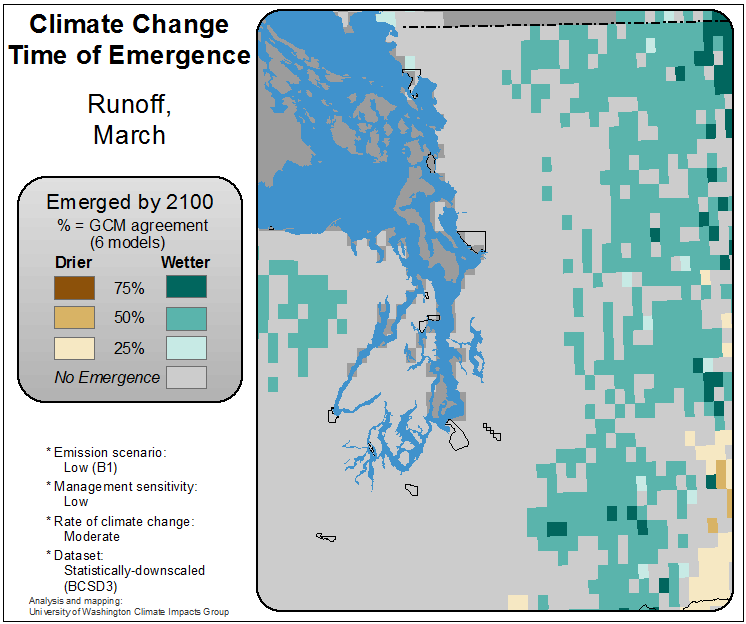 Climate Change
Time of Emergence
Runoff,
March
Emerged by 2100
% = GCM agreement
(6 models)
Drier Wetter
75%
50%
25%
No Emergence
* Emission scenario:
Low (B1)
* Management sensitivity:
Low
* Rate of climate change:
Moderate
* Dataset:
Statistically-downscaled
(BCSD3)
Analysis and mapping:
University of Washington Climate Impacts Group